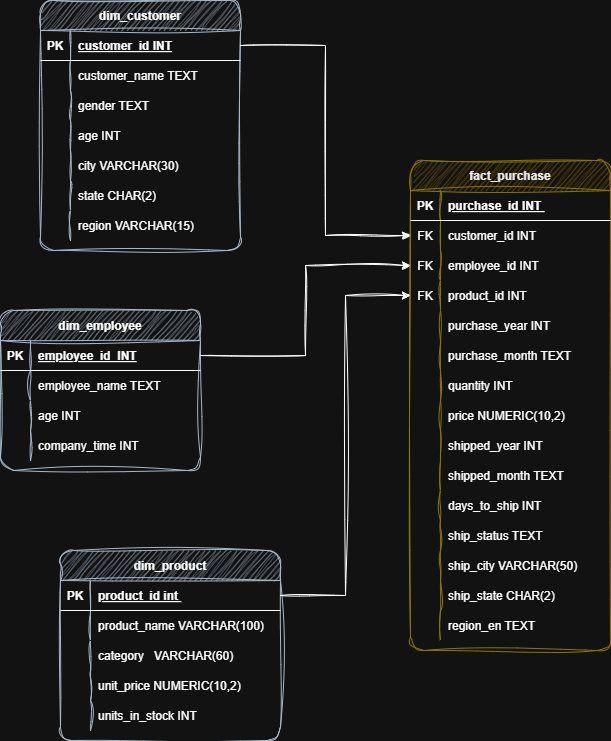 dim_customer
PK customer_id INT
customer_name TEXT
gender TEXT
age INT
city VARCHAR(30)
state CHAR(2)
region VARCHAR(15)
dim_employee
PK employee_id INT
employee_name TEXT
age INT
company_time INT
dim_product
PK product_id int
product_name VARCHAR(100)
category VARCHAR(60)
unit_price NUMERIC(10,2)
units_in_stock INT
fact_purchase
PK purchase_id INT
FK customer_id INT
FK employee_id INT
FK product_id INT
purchase_year INT
purchase_month TEXT
quantity INT
price NUMERIC(10,2)
shipped_year INT
shipped_month TEXT
days_to_ship INT
ship_status TEXT
ship_city VARCHAR(50)
ship_state CHAR(2)
region_en TEXT